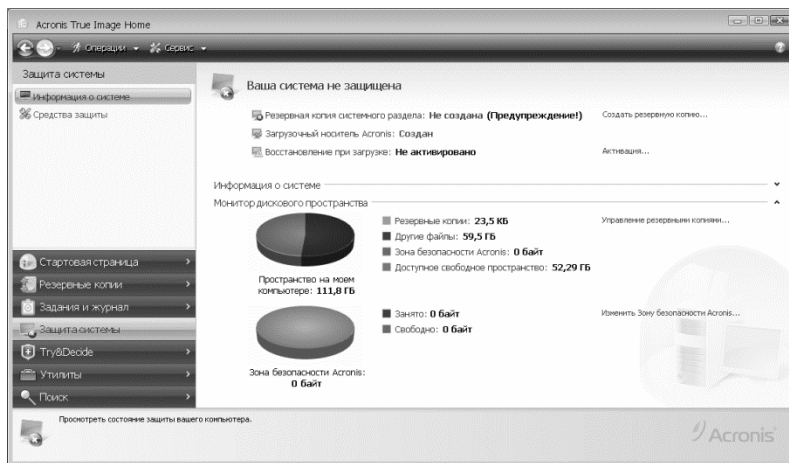 Acronis True Image Home
Операции Сервис
Защита системы
Информация о системе
Средства защиты
Ваша система не защищена
Резервная копия системного раздела: Не создана (Предупреждение!) Создать резервную копию...
Загрузочный носитель Acronis: Создан
Восстановление при загрузке: Не активировано Активация...
Информация о системе
Монитор дискового пространства
Резервные копии: 23,5 КБ Управление резервными копиями...
Другие файлы: 59,5 ГБ
Зона безопасности Acronis: 0 байт
Доступное свободное пространство: 52,29 ГБ
Пространство на моем
компьютере: 111,8 ГБ
Занято: 0 байт Изменить Зону безопасности Acronis...
Свободно: 0 байт
Зона безопасности Acronis:
0 байт
Стартовая страница
Резервные копии
Задания и журнал
Защита системы
Try&Decide
Утилиты
Поиск
Просмотреть состояние защиты вашего компьютера.
Acronis